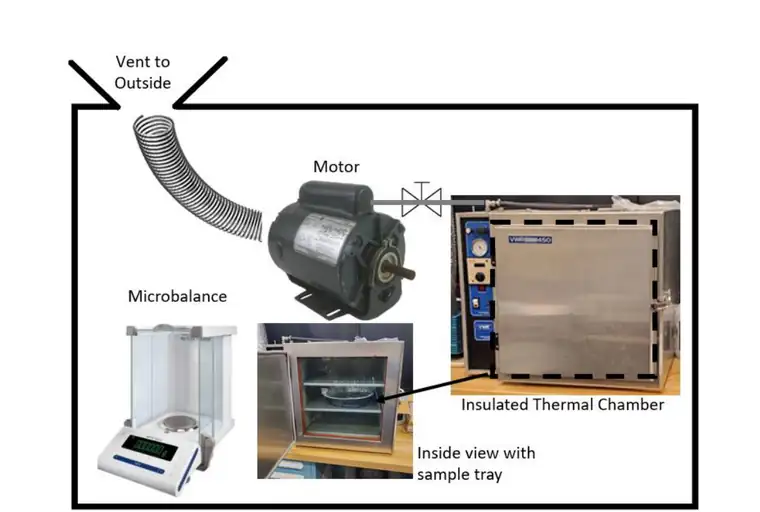 Vent to
Outside
Motor
Microbalance
Insulated Thermal Chamber
Inside view with
sample tray